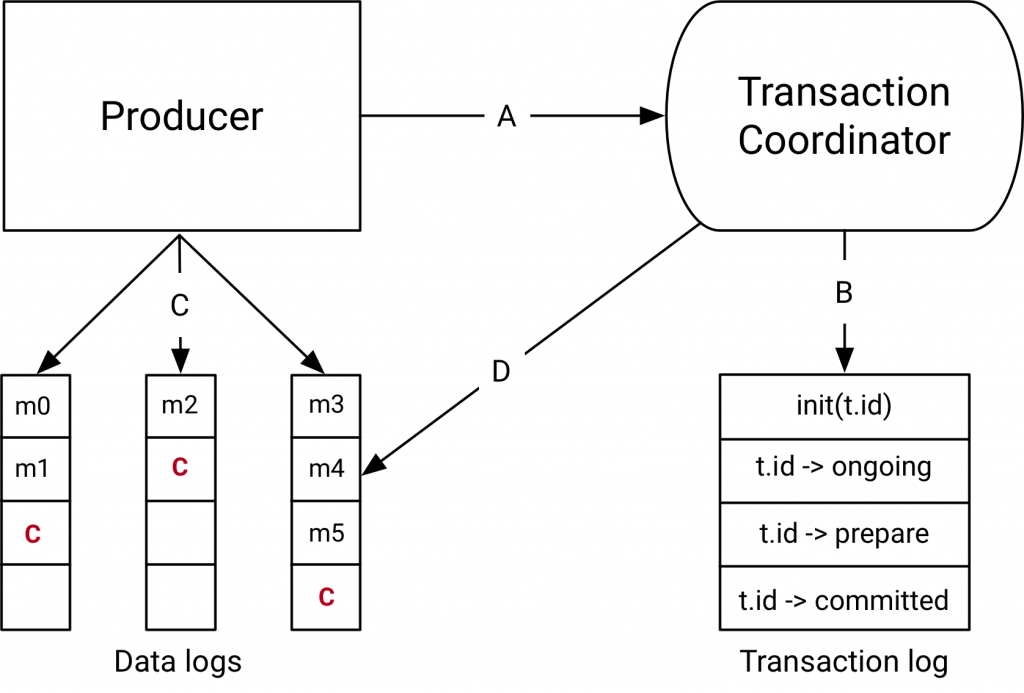 Producer
A
Transaction
Coordinator
C
B
D
m0
m1
C
m2
C
m3
m4
m5
C
init(t.id)
t.id -> ongoing
t.id -> prepare
t.id -> committed
Data logs
Transaction log